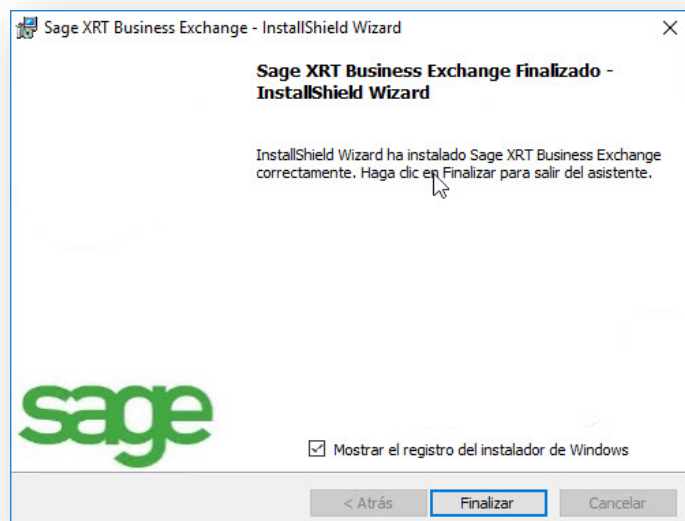 Sage XRT Business Exchange - InstallShield Wizard
Sage XRT Business Exchange Finalizado -
InstallShield Wizard
InstallShield Wizard ha instalado Sage XRT Business Exchange
correctamente. Haga clic en Finalizar para salir del asistente.
sage
Mostrar el registro del instalador de Windows
< Atrás
Finalizar
Cancelar